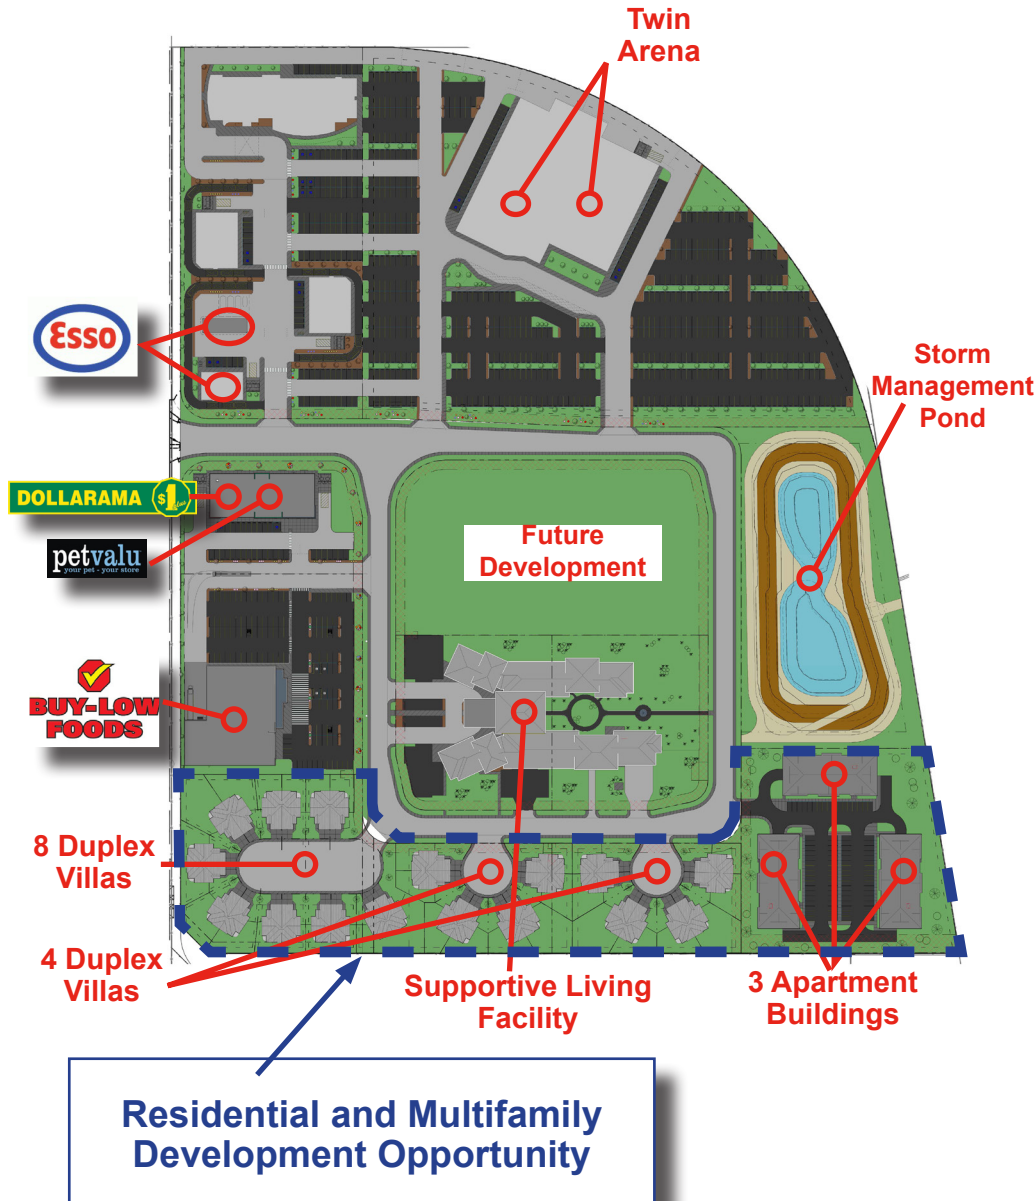 Twin
Arena
Esso
Storm
Management
Pond
DOLLARAMA $1
petvalu
your pet - your store
Future
Development
BUY-LOW
FOODS
8 Duplex
Villas
4 Duplex
Villas
Supportive Living
Facility
3 Apartment
Buildings
Residential and Multifamily
Development Opportunity